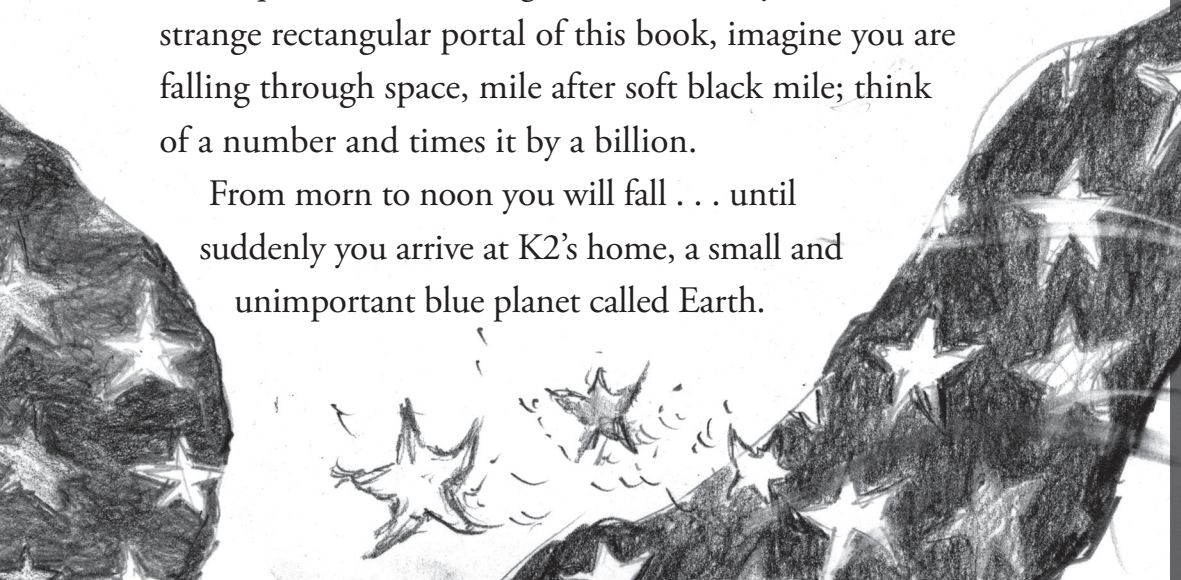 strange rectangular portal of this book, imagine you are
falling through space, mile after soft black mile; think
of a number and times it by a billion.
From morn to noon you will fall . . . until
suddenly you arrive at K2’s home, a small and
unimportant blue planet called Earth.